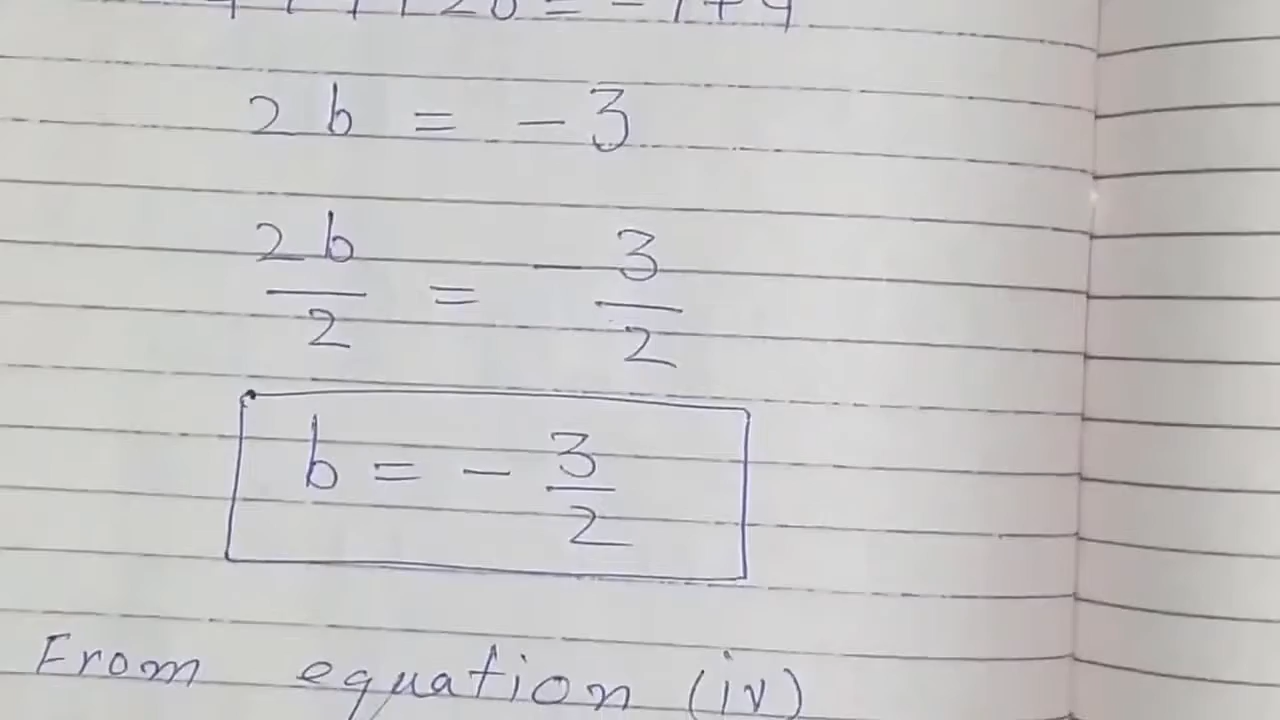 2b = -3
2b/2 = -3/2
b = -3/2
From equation (iv)